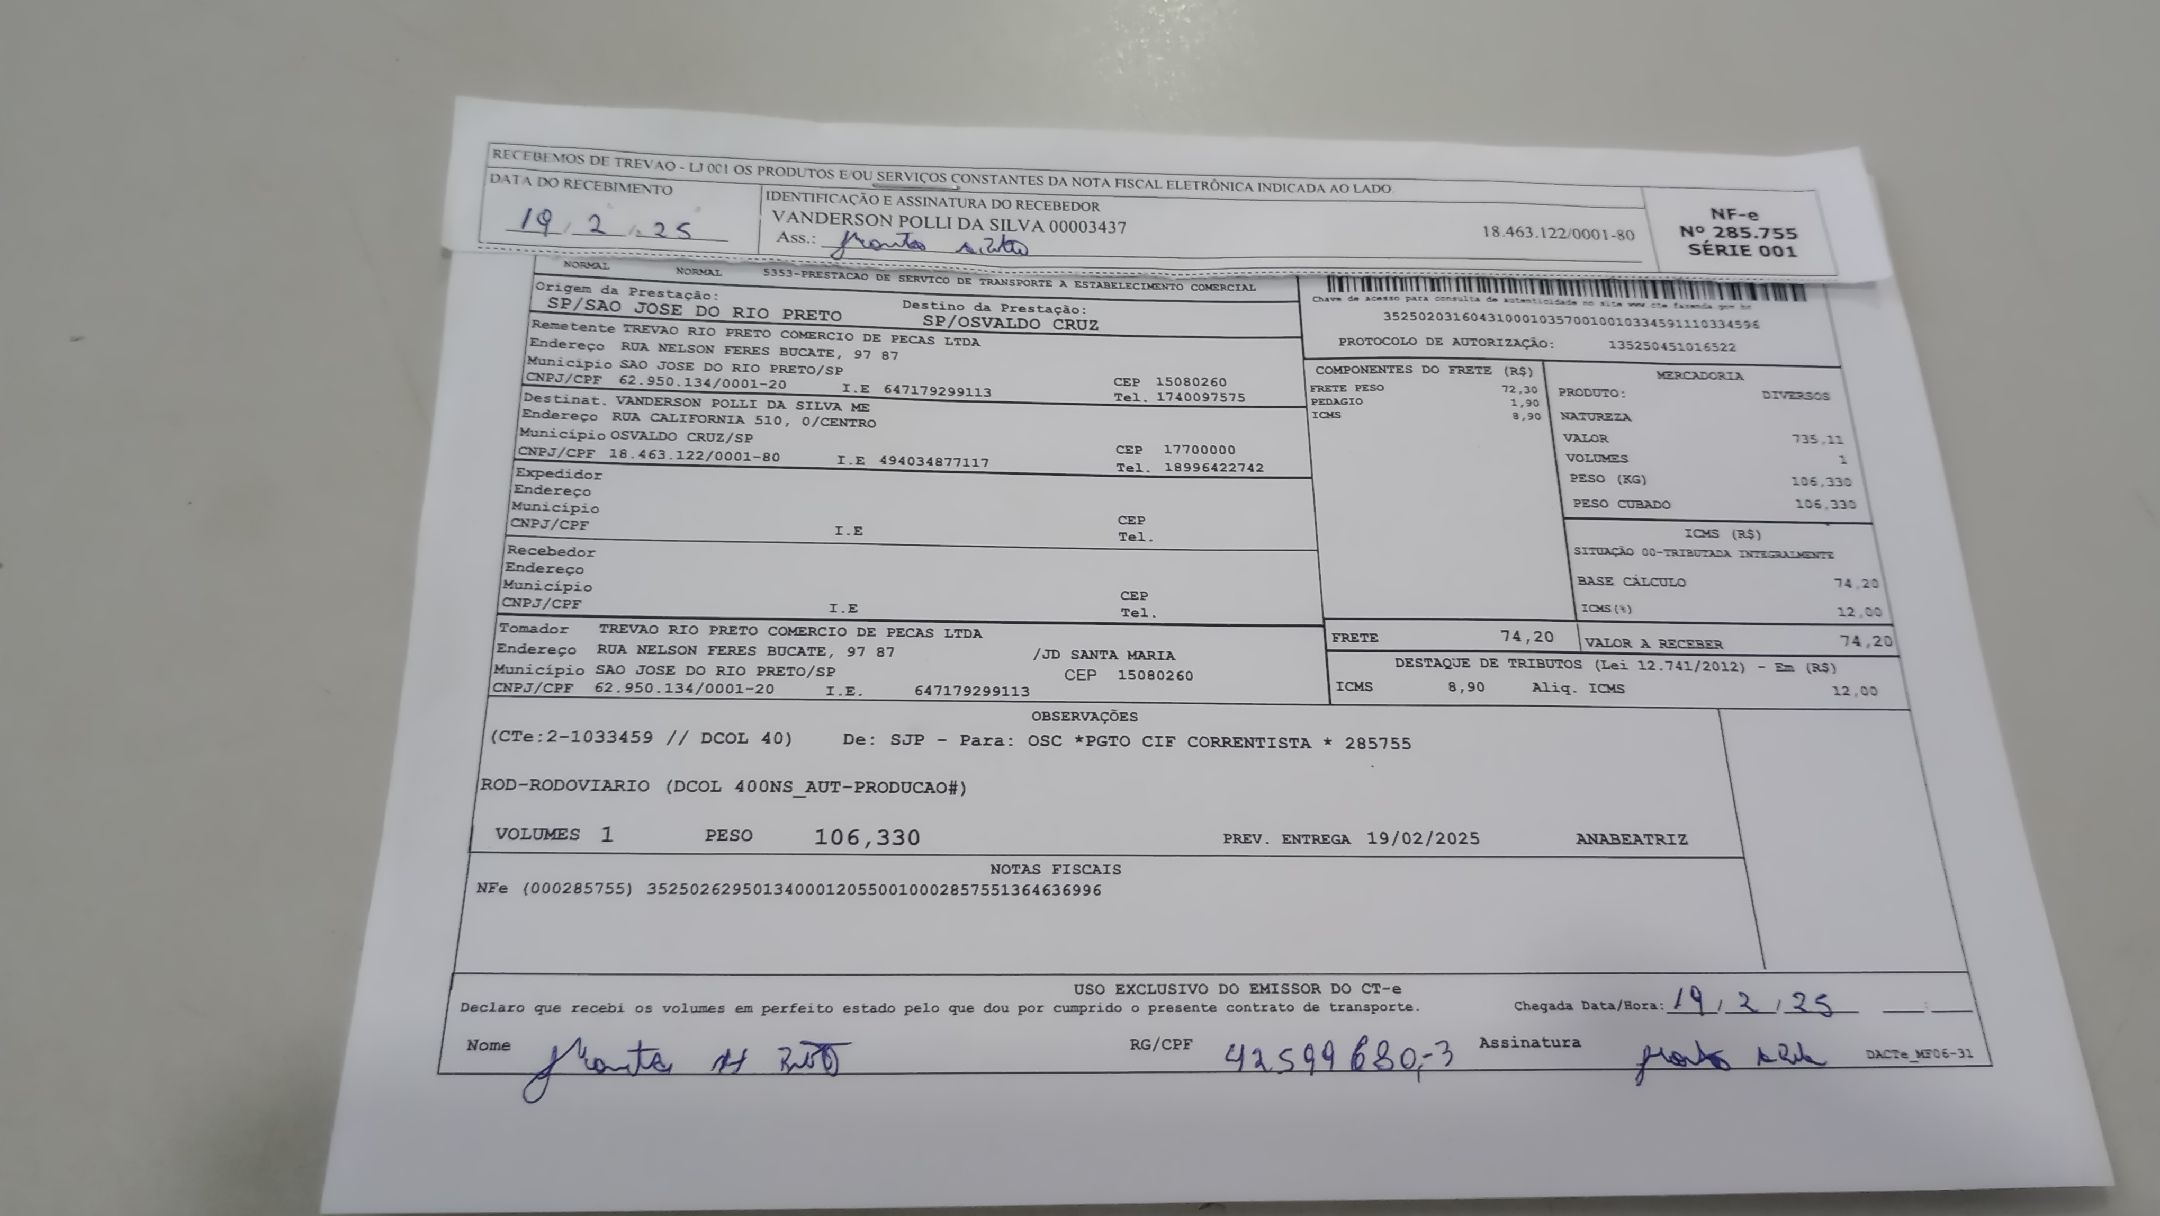 RECEBEMOS DE TREVAO - LJ 001 OS PRODUTOS E/OU SERVIÇOS CONSTANTES DA NOTA FISCAL ELETRÔNICA INDICADA AO LADO.
DATA DO RECEBIMENTO
19/2/25
IDENTIFICAÇÃO E ASSINATURA DO RECEBEDOR
VANDERSON POLLI DA SILVA 00003437
Ass.:
18.463.122/0001-80
NF-e
Nº 285.755
SÉRIE 001
NORMAL NORMAL 5353-PRESTACAO DE SERVICO DE TRANSPORTE A ESTABELECIMENTO COMERCIAL
Origem da Prestação:
SP/SAO JOSE DO RIO PRETO
Destino da Prestação:
SP/OSVALDO CRUZ
Chave de acesso para consulta de autenticidade no site www.cte.fazenda.gov.br
35250203160431000103570010010334591110334596
PROTOCOLO DE AUTORIZAÇÃO: 135250451016522
Remetente TREVAO RIO PRETO COMERCIO DE PECAS LTDA
Endereço RUA NELSON FERES BUCATE, 97 87
Município SAO JOSE DO RIO PRETO/SP
CEP 15080260
CNPJ/CPF 62.950.134/0001-20 I.E 647179299113
Tel. 1740097575
Destinat. VANDERSON POLLI DA SILVA ME
Endereço RUA CALIFORNIA 510, 0/CENTRO
Município OSVALDO CRUZ/SP
CEP 17700000
CNPJ/CPF 18.463.122/0001-80 I.E 494034877117
Tel. 18996422742
Expedidor
Endereço
Município
CEP
CNPJ/CPF I.E
Tel.
Recebedor
Endereço
Município
CEP
CNPJ/CPF I.E
Tel.
Tomador TREVAO RIO PRETO COMERCIO DE PECAS LTDA
Endereço RUA NELSON FERES BUCATE, 97 87 /JD SANTA MARIA
Município SAO JOSE DO RIO PRETO/SP CEP 15080260
CNPJ/CPF 62.950.134/0001-20 I.E. 647179299113
COMPONENTES DO FRETE (R$)
FRETE PESO 72,30
PEDAGIO 1,90
ICMS 8,90
MERCADORIA
PRODUTO: DIVERSOS
NATUREZA
VALOR 735,11
VOLUMES 1
PESO (KG) 106,330
PESO CUBADO 106,330
ICMS (R$)
SITUAÇÃO 00-TRIBUTADA INTEGRALMENTE
BASE CÁLCULO 74,20
ICMS(%) 12,00
FRETE 74,20 VALOR A RECEBER 74,20
DESTAQUE DE TRIBUTOS (Lei 12.741/2012) - Em (R$)
ICMS 8,90 Aliq. ICMS 12,00
OBSERVAÇÕES
(CTe:2-1033459 // DCOL 40) De: SJP - Para: OSC *PGTO CIF CORRENTISTA * 285755
ROD-RODOVIARIO (DCOL 400NS_AUT-PRODUCAO#)
VOLUMES 1 PESO 106,330 PREV. ENTREGA 19/02/2025 ANABEATRIZ
NOTAS FISCAIS
NFe (000285755) 35250262950134000120550010002857551364636996
USO EXCLUSIVO DO EMISSOR DO CT-e
Declaro que recebi os volumes em perfeito estado pelo que dou por cumprido o presente contrato de transporte. Chegada Data/Hora: 19/2/25
Nome RG/CPF 42599680-3 Assinatura DACTe_MF06-31